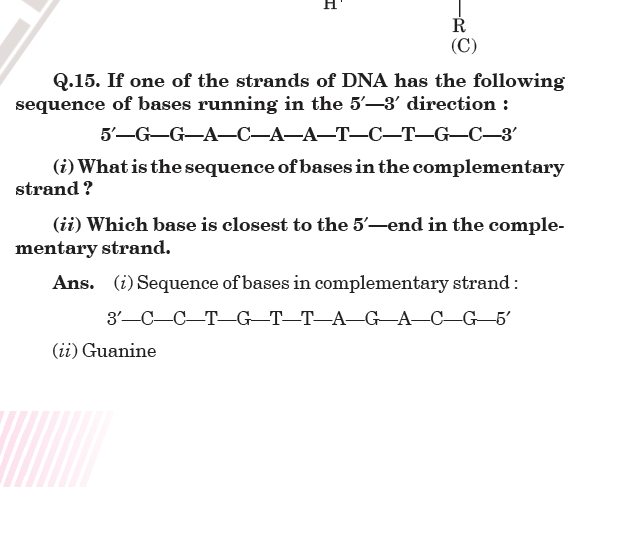 H⁺
R
(C)
Q.15. If one of the strands of DNA has the following
sequence of bases running in the 5′—3′ direction :
5′—G—G—A—C—A—A—T—C—T—G—C—3′
(i) What is the sequence of bases in the complementary
strand ?
(ii) Which base is closest to the 5′—end in the comple-
mentary strand.
Ans. (i) Sequence of bases in complementary strand :
3′—C—C—T—G—T—T—A—G—A—C—G—5′
(ii) Guanine